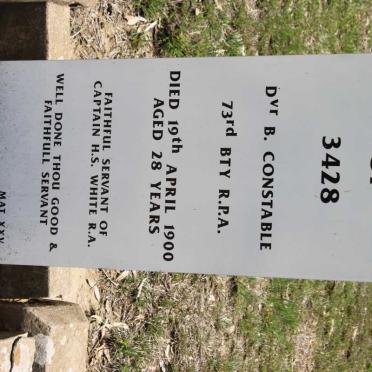 3428
Dvr B. CONSTABLE
73rd BTY R.P.A.
DIED 19th APRIL 1900
AGED 28 YEARS
FAITHFUL SERVANT OF
CAPTAIN H.S. WHITE R.A.
WELL DONE THOU GOOD &
FAITHFULL SERVANT
MAT XXV